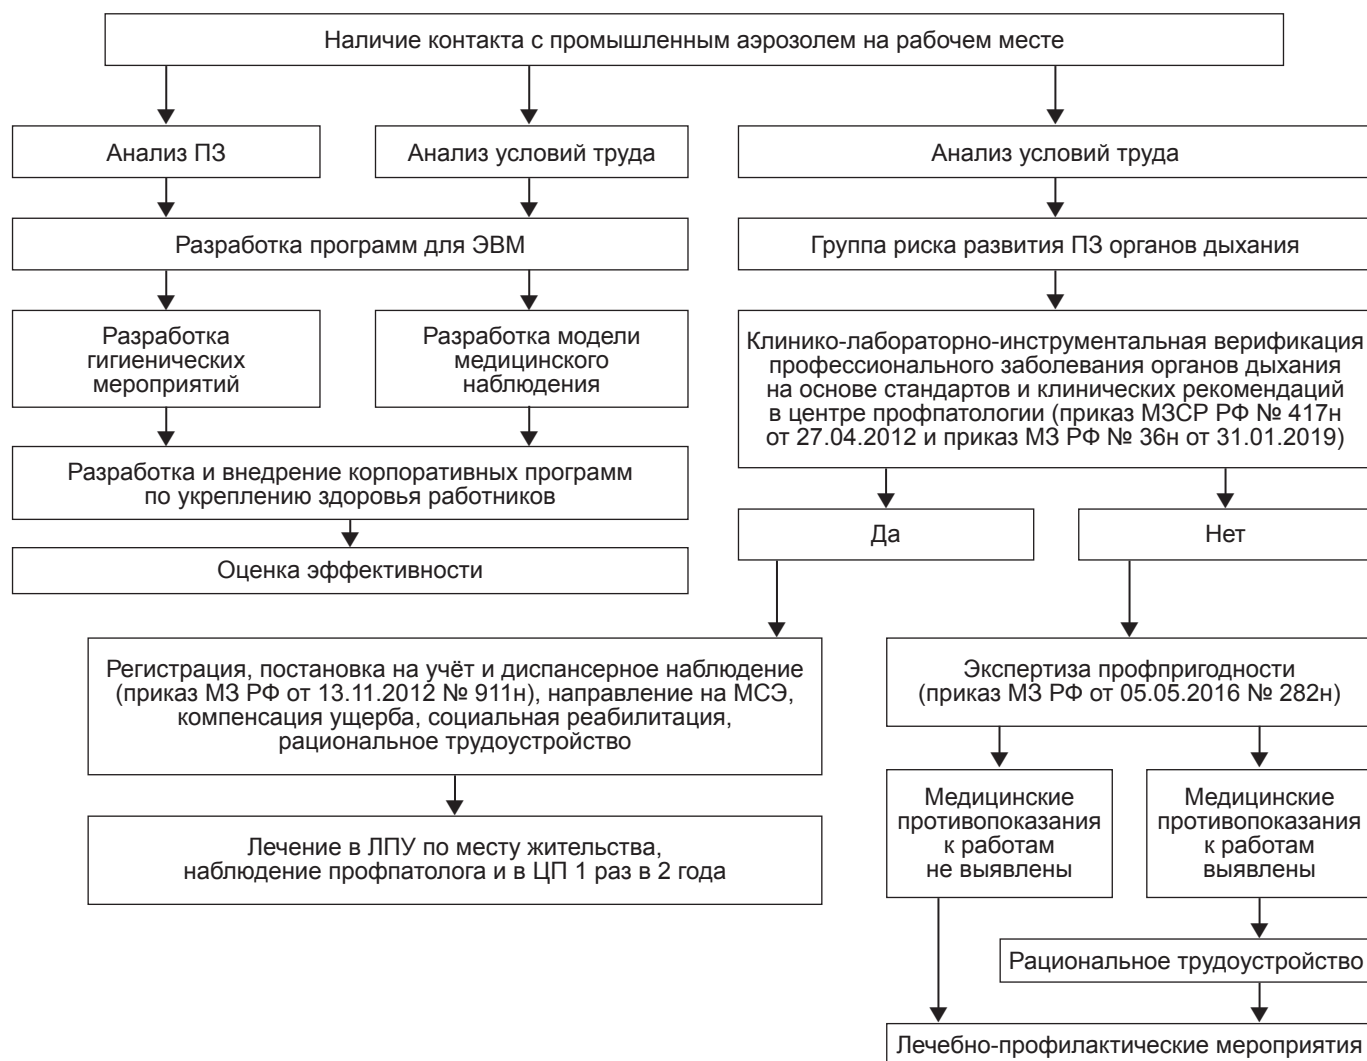 Наличие контакта с промышленным аэрозолем на рабочем месте
Анализ ПЗ
Анализ условий труда
Анализ условий труда
Разработка программ для ЭВМ
Группа риска развития ПЗ органов дыхания
Разработка
гигиенических
мероприятий
Разработка модели
медицинского
наблюдения
Клинико-лабораторно-инструментальная верификация
профессионального заболевания органов дыхания
на основе стандартов и клинических рекомендаций
в центре профпатологии (приказ МЗСР РФ № 417н
от 27.04.2012 и приказ МЗ РФ № 36н от 31.01.2019)
Разработка и внедрение корпоративных программ
по укреплению здоровья работников
Да
Нет
Оценка эффективности
Регистрация, постановка на учёт и диспансерное наблюдение
(приказ МЗ РФ от 13.11.2012 № 911н), направление на МСЭ,
компенсация ущерба, социальная реабилитация,
рациональное трудоустройство
Экспертиза профпригодности
(приказ МЗ РФ от 05.05.2016 № 282н)
Лечение в ЛПУ по месту жительства,
наблюдение профпатолога и в ЦП 1 раз в 2 года
Медицинские
противопоказания
к работам
не выявлены
Медицинские
противопоказания
к работам
выявлены
Рациональное трудоустройство
Лечебно-профилактические мероприятия